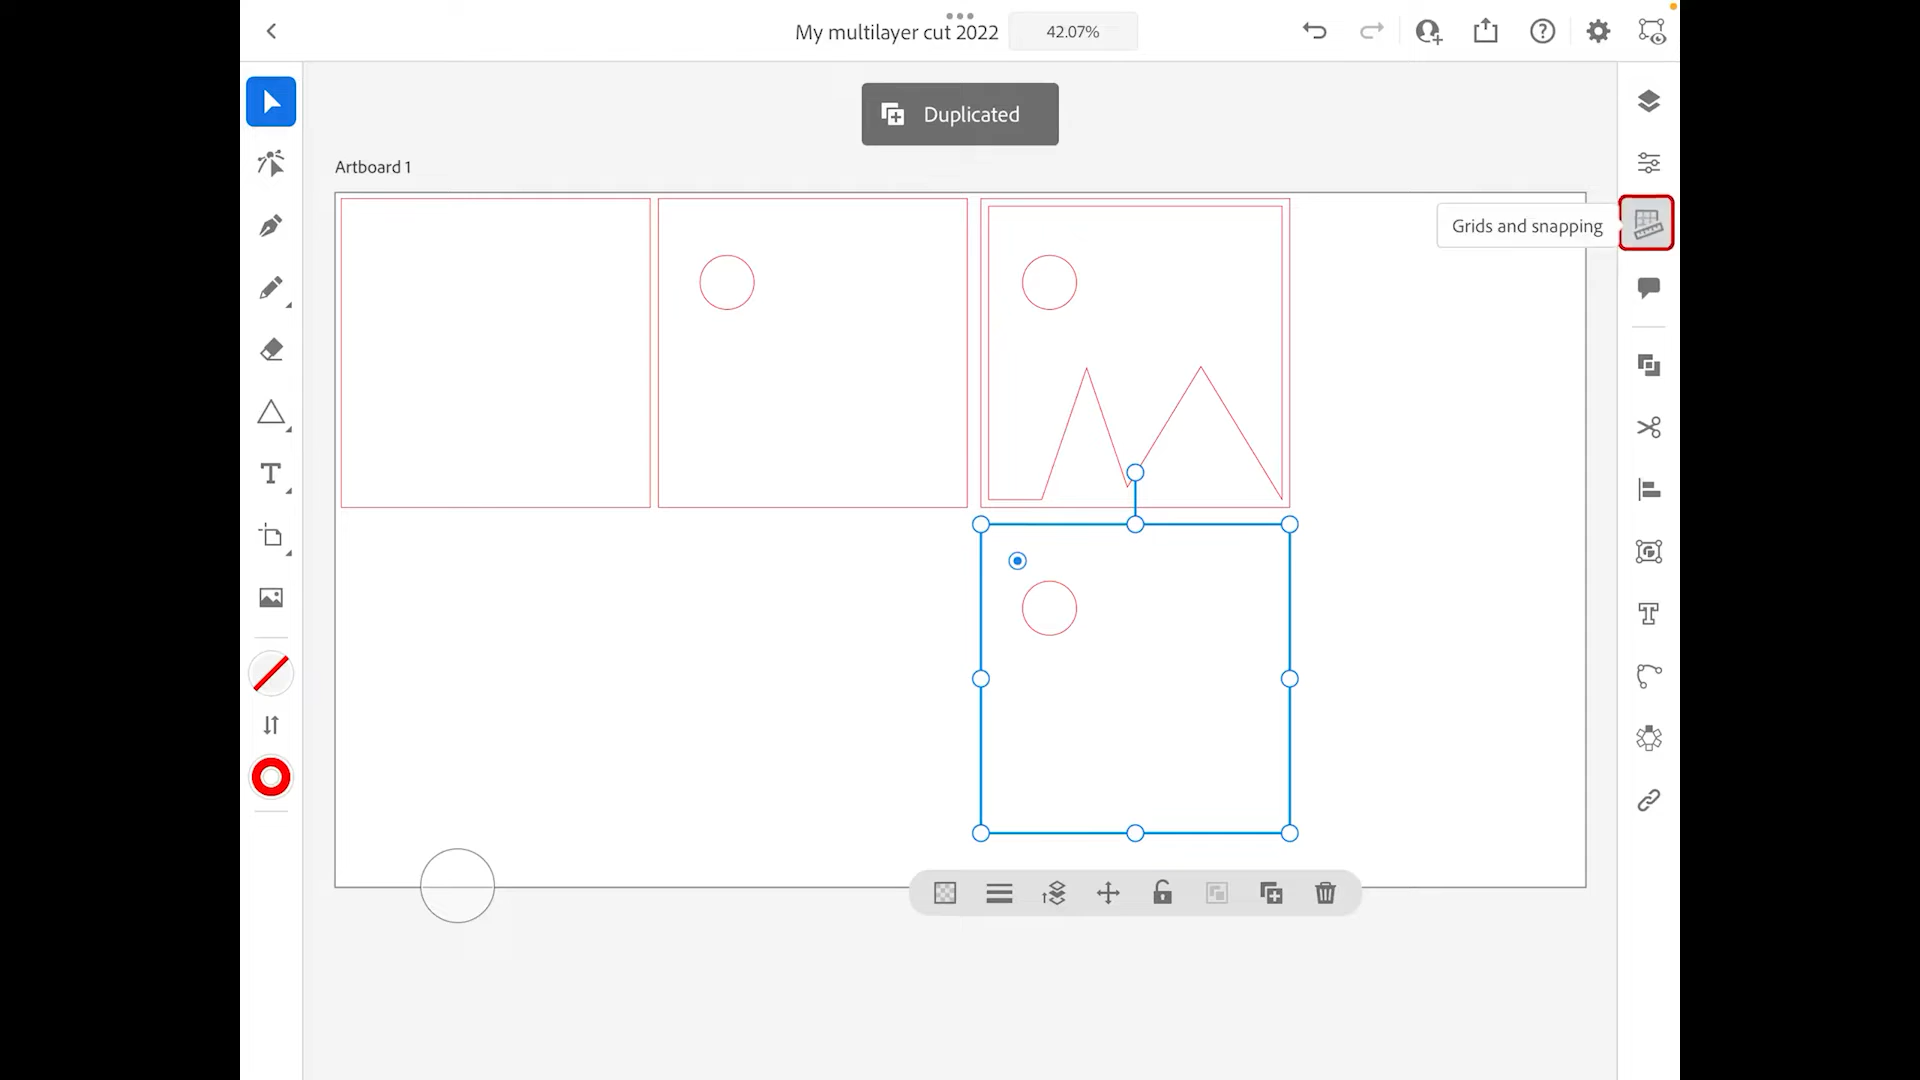 My multilayer cut 2022
42.07%
Duplicated
Artboard 1
Grids and snapping